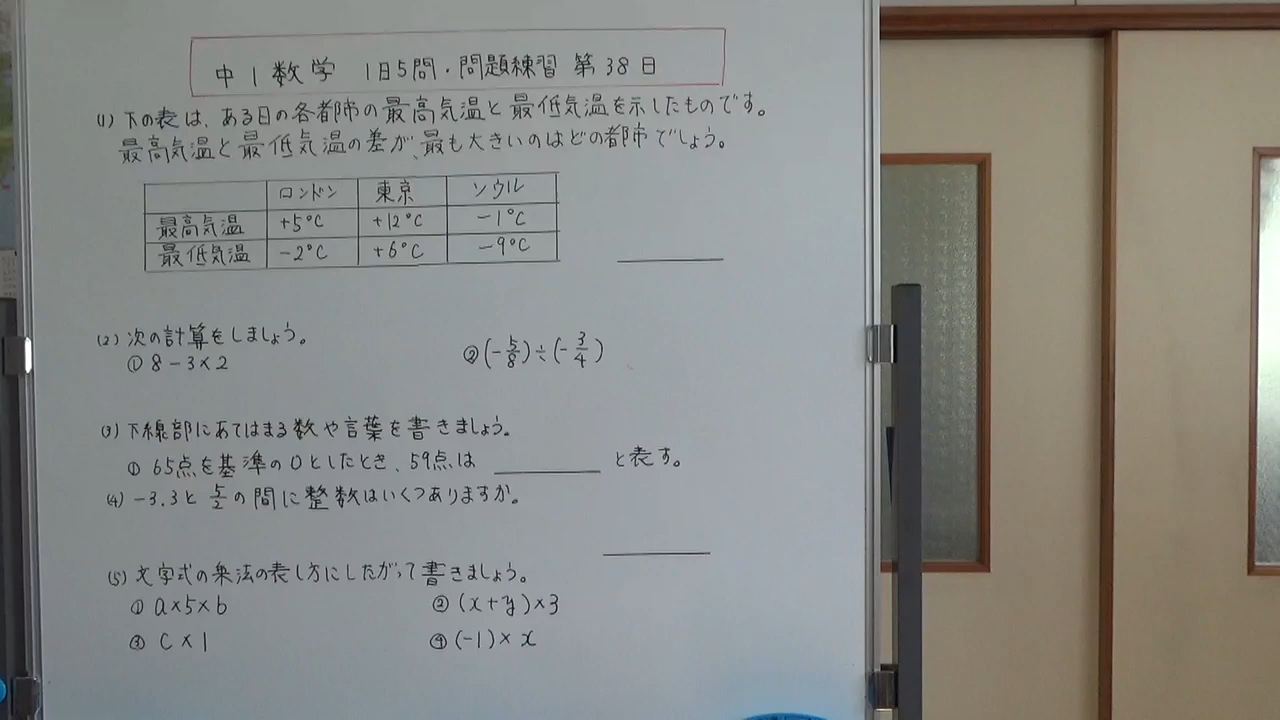 中1数学 1日5問・問題練習 第38日
(1) 下の表は、ある日の各都市の最高気温と最低気温を示したものです。
最高気温と最低気温の差が、最も大きいのはどの都市でしょう。
ロンドン 東京 ソウル
最高気温 +5℃ +12℃ -1℃
最低気温 -2℃ +6℃ -9℃
(2) 次の計算をしましょう。
① 8-3×2 ② (-5/8)÷(-3/4)
(3) 下線部にあてはまる数や言葉を書きましょう。
① 65点を基準の0としたとき、59点は ______ と表す。
(4) -3.3と5/2の間に整数はいくつありますか。
(5) 文字式の乗法の表し方にしたがって書きましょう。
① a×5×b ② (x+y)×3
③ c×1 ④ (-1)×x